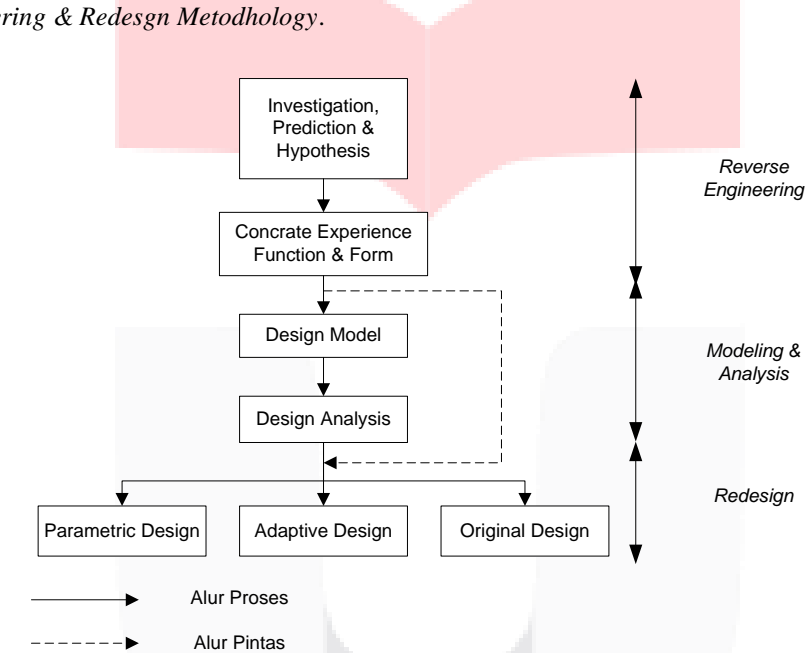 ering & Redesgn Metodhology.
Investigation,
Prediction &
Hypothesis
Reverse
Engineering
Concrate Experience
Function & Form
Design Model
Modeling &
Analysis
Design Analysis
Redesign
Parametric Design
Adaptive Design
Original Design
Alur Proses
Alur Pintas